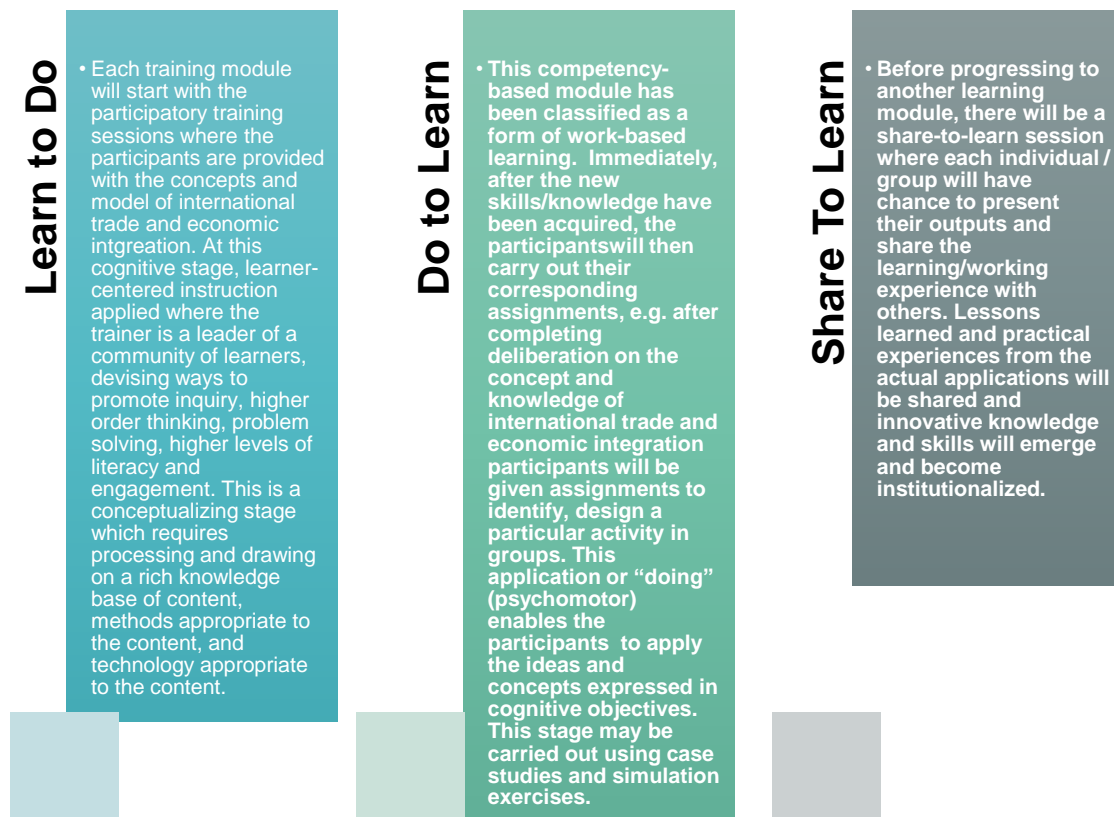 Learn to Do
• Each training module
will start with the
participatory training
sessions where the
participants are provided
with the concepts and
model of international
trade and economic
intgreation. At this
cognitive stage, learner-
centered instruction
applied where the
trainer is a leader of a
community of learners,
devising ways to
promote inquiry, higher
order thinking, problem
solving, higher levels of
literacy and
engagement. This is a
conceptualizing stage
which requires
processing and drawing
on a rich knowledge
base of content,
methods appropriate to
the content, and
technology appropriate
to the content.
Do to Learn
• This competency-
based module has
been classified as a
form of work-based
learning.  Immediately,
after the new
skills/knowledge have
been acquired, the
participantswill then
carry out their
corresponding
assignments, e.g. after
completing
deliberation on the
concept and
knowledge of
international trade and
economic integration
participants will be
given assignments to
identify, design a
particular activity in
groups. This
application or “doing”
(psychomotor)
enables the
participants  to apply
the ideas and
concepts expressed in
cognitive objectives.
This stage may be
carried out using case
studies and simulation
exercises.
Share To Learn
• Before progressing to
another learning
module, there will be a
share-to-learn session
where each individual /
group will have
chance to present
their outputs and
share the
learning/working
experience with
others. Lessons
learned and practical
experiences from the
actual applications will
be shared and
innovative knowledge
and skills will emerge
and become
institutionalized.